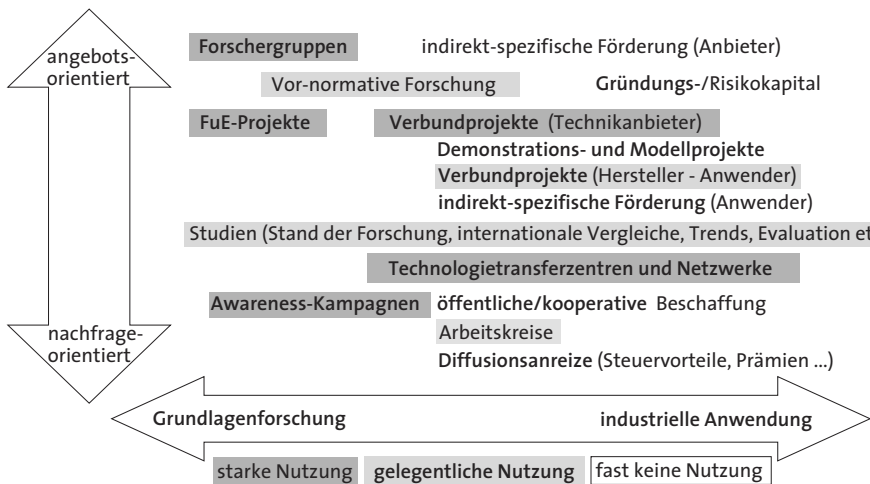 angebots-
orientiert
Forschergruppen indirekt-spezifische Förderung (Anbieter)
Vor-normative Forschung Gründungs-/Risikokapital
FuE-Projekte Verbundprojekte (Technikanbieter)
Demonstrations- und Modellprojekte
Verbundprojekte (Hersteller - Anwender)
indirekt-spezifische Förderung (Anwender)
Studien (Stand der Forschung, internationale Vergleiche, Trends, Evaluation et
Technologietransferzentren und Netzwerke
Awareness-Kampagnen öffentliche/kooperative Beschaffung
nachfrage-
orientiert
Arbeitskreise
Diffusionsanreize (Steuervorteile, Prämien ...)
Grundlagenforschung industrielle Anwendung
starke Nutzung gelegentliche Nutzung fast keine Nutzung